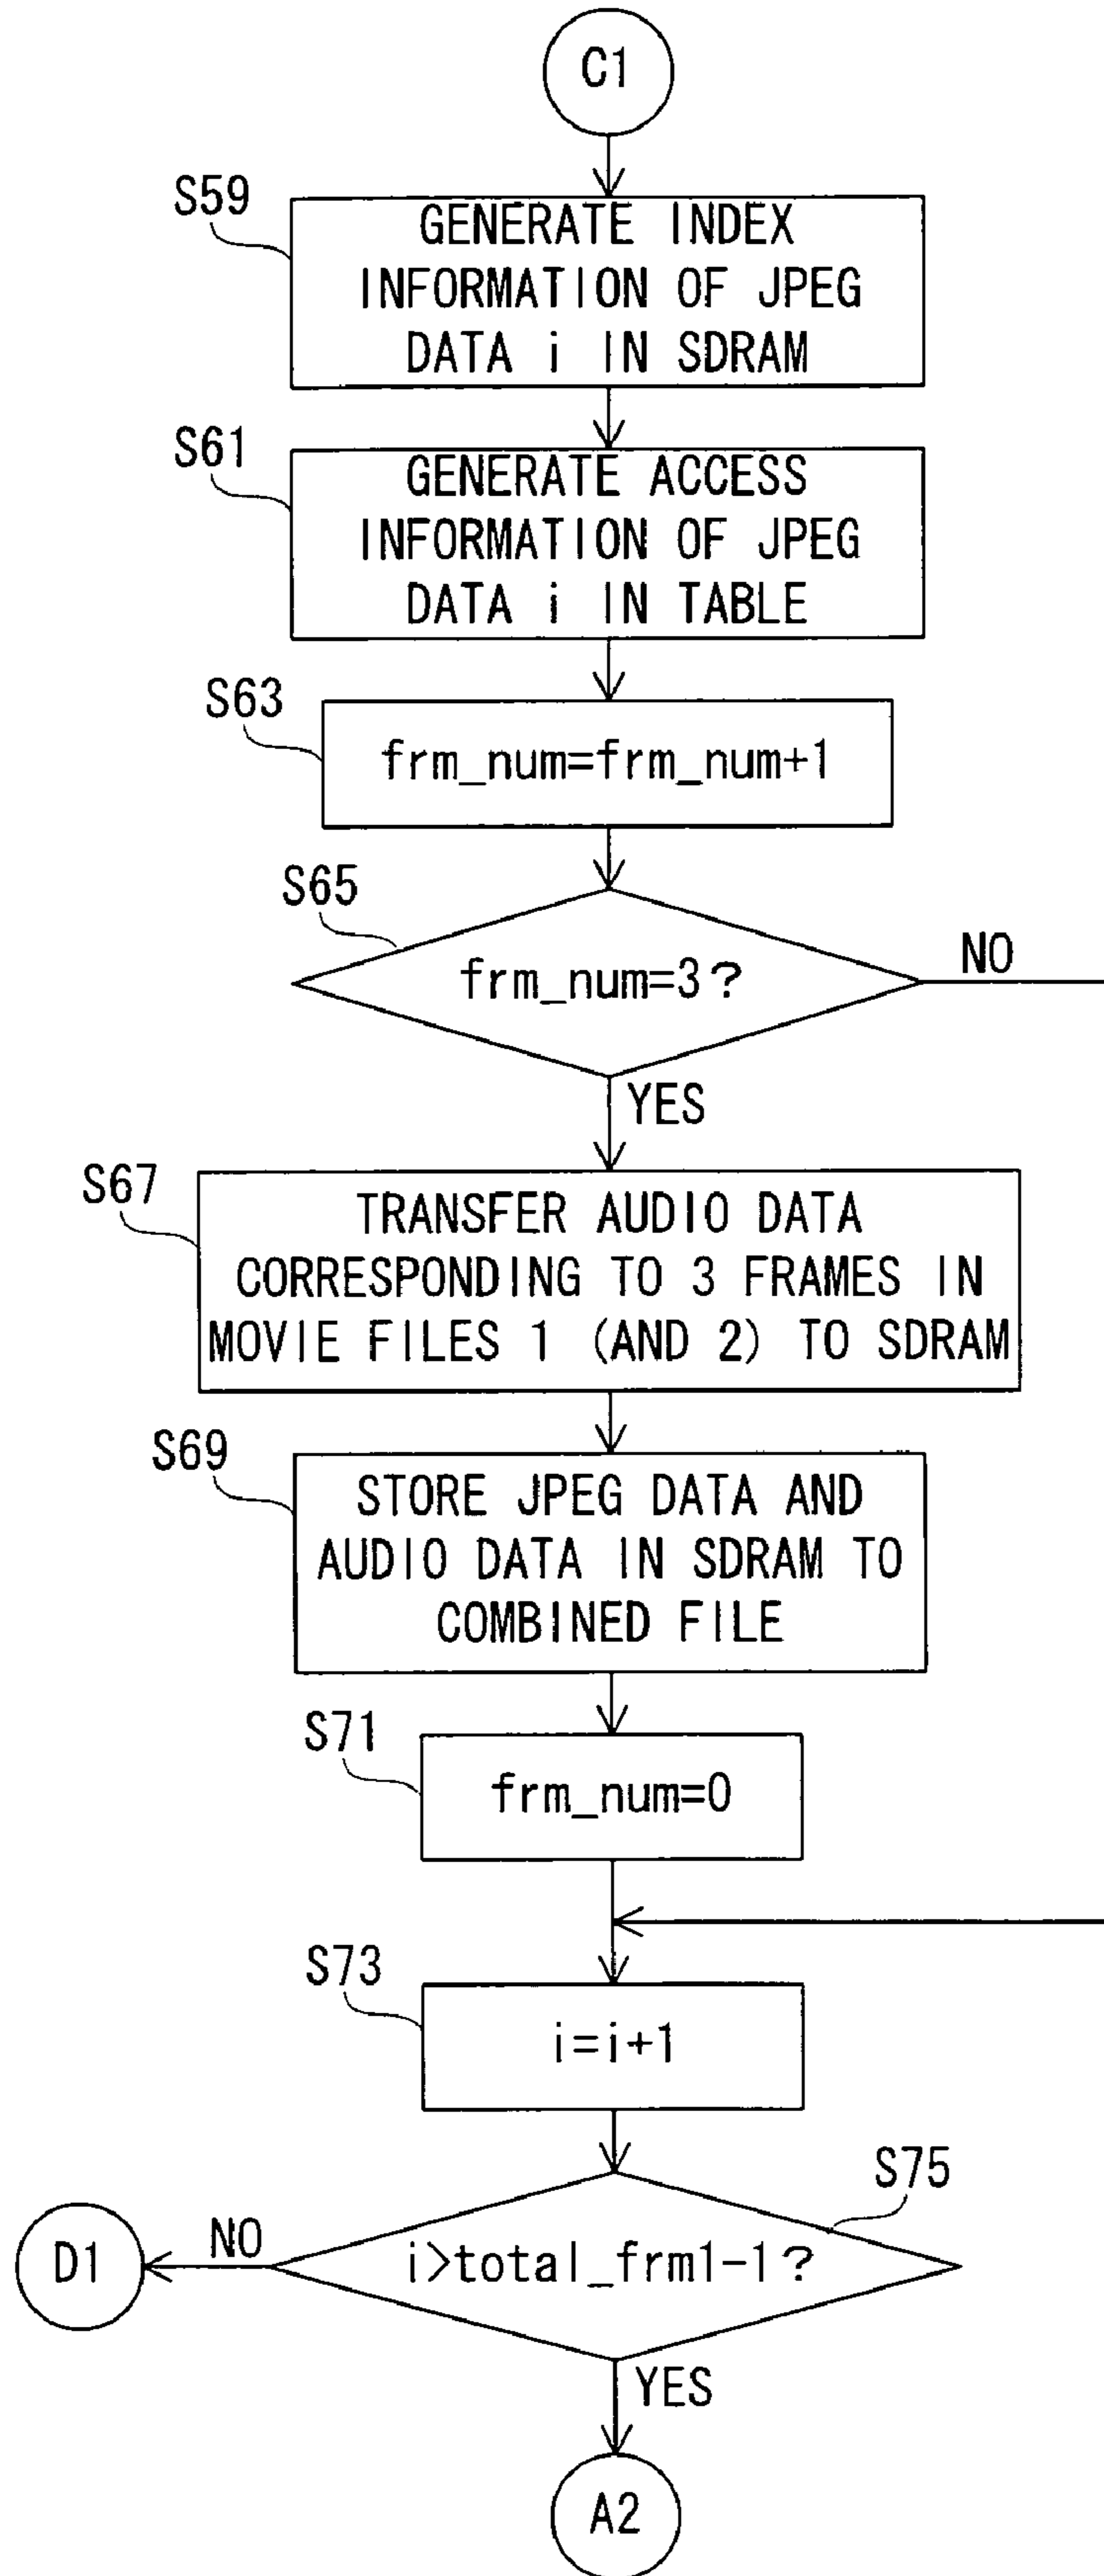 C1
S59
GENERATE INDEX
INFORMATION OF JPEG
DATA i IN SDRAM
S61
GENERATE ACCESS
INFORMATION OF JPEG
DATA i IN TABLE
S63
frm_num=frm_num+1
S65
frm_num=3?
NO
YES
S67
TRANSFER AUDIO DATA
CORRESPONDING TO 3 FRAMES IN
MOVIE FILES 1 (AND 2) TO SDRAM
S69
STORE JPEG DATA AND
AUDIO DATA IN SDRAM TO
COMBINED FILE
S71
frm_num=0
S73
i=i+1
S75
i>total_frm1-1?
NO
D1
YES
A2